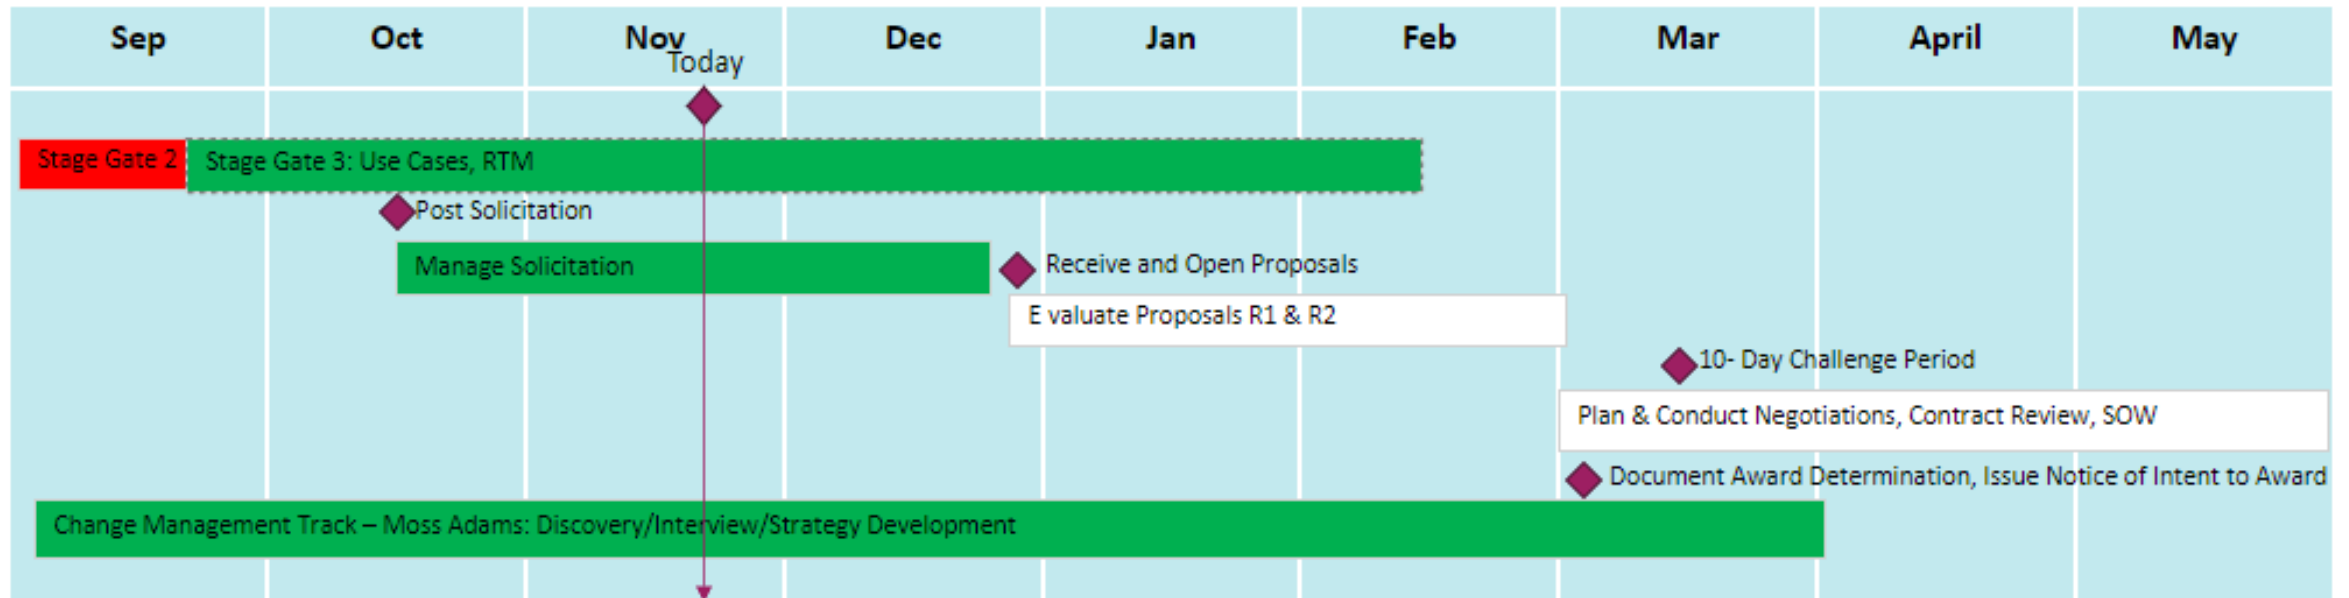 Sep Oct Nov Dec Jan Feb Mar April May
Today
Stage Gate 2 Stage Gate 3: Use Cases, RTM
Post Solicitation
Manage Solicitation Receive and Open Proposals
E valuate Proposals R1 & R2
10- Day Challenge Period
Plan & Conduct Negotiations, Contract Review, SOW
Document Award Determination, Issue Notice of Intent to Award
Change Management Track – Moss Adams: Discovery/Interview/Strategy Development